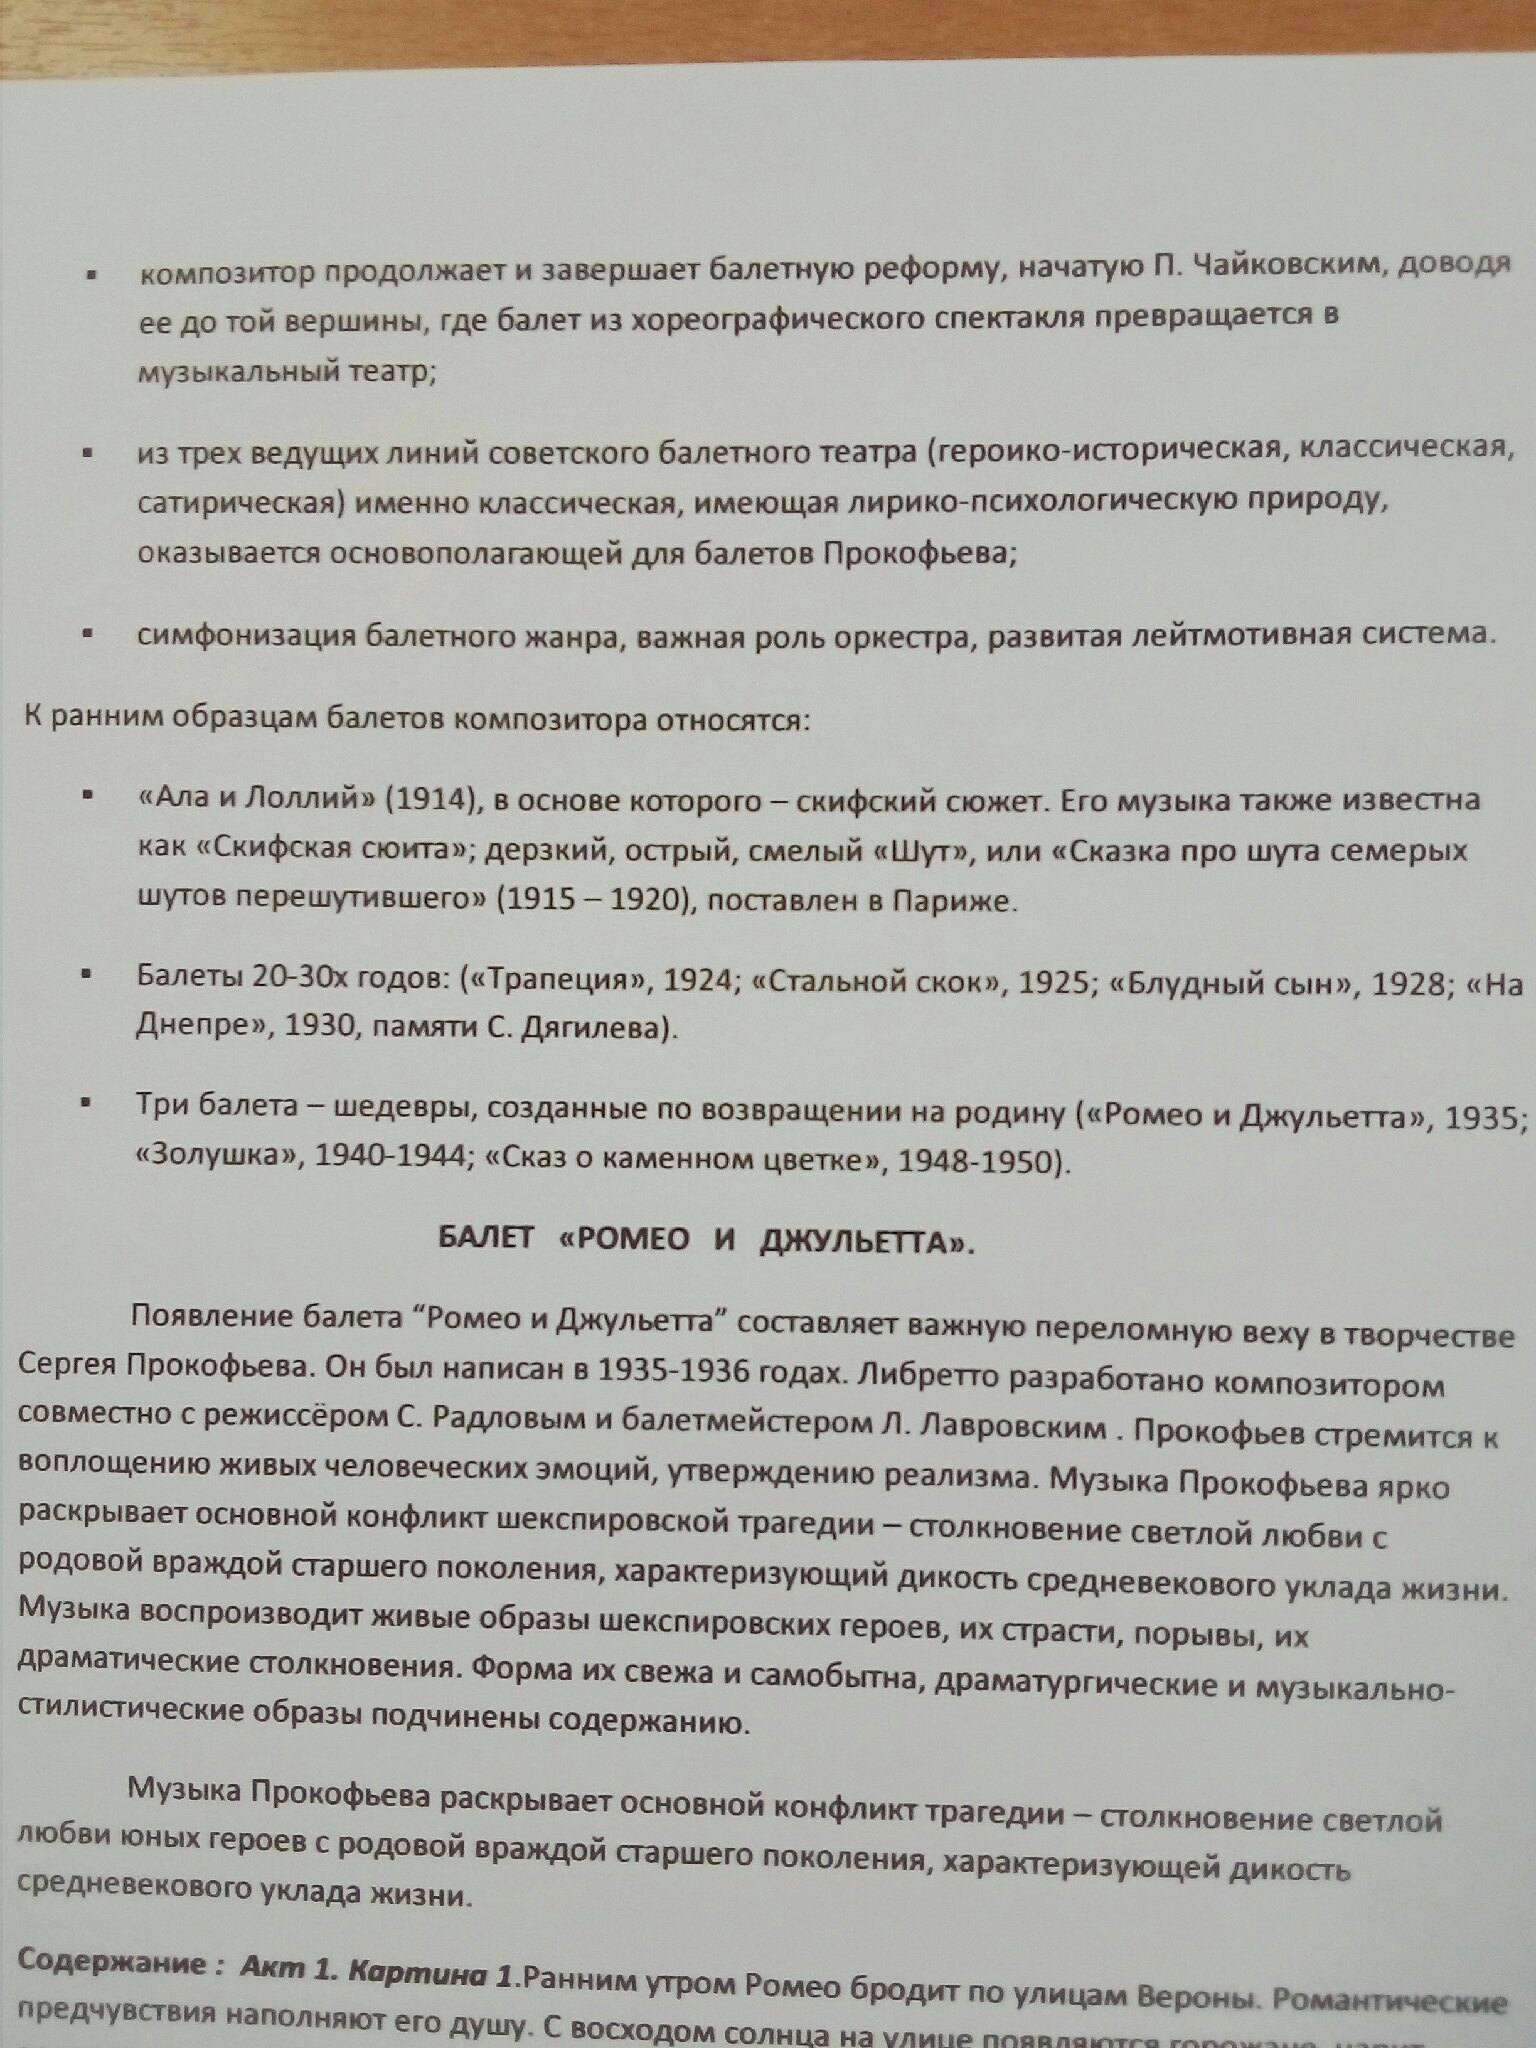 ▪ композитор продолжает и завершает балетную реформу, начатую П. Чайковским, доводя
ее до той вершины, где балет из хореографического спектакля превращается в
музыкальный театр;
▪ из трех ведущих линий советского балетного театра (героико-историческая, классическая,
сатирическая) именно классическая, имеющая лирико-психологическую природу,
оказывается основополагающей для балетов Прокофьева;
▪ симфонизация балетного жанра, важная роль оркестра, развитая лейтмотивная система.
К ранним образцам балетов композитора относятся:
▪ «Ала и Лоллий» (1914), в основе которого – скифский сюжет. Его музыка также известна
как «Скифская сюита»; дерзкий, острый, смелый «Шут», или «Сказка про шута семерых
шутов перешутившего» (1915 – 1920), поставлен в Париже.
▪ Балеты 20-30х годов: («Трапеция», 1924; «Стальной скок», 1925; «Блудный сын», 1928; «На
Днепре», 1930, памяти С. Дягилева).
▪ Три балета – шедевры, созданные по возвращении на родину («Ромео и Джульетта», 1935;
«Золушка», 1940-1944; «Сказ о каменном цветке», 1948-1950).
БАЛЕТ «РОМЕО И ДЖУЛЬЕТТА».
Появление балета “Ромео и Джульетта” составляет важную переломную веху в творчестве
Сергея Прокофьева. Он был написан в 1935-1936 годах. Либретто разработано композитором
совместно с режиссёром С. Радловым и балетмейстером Л. Лавровским . Прокофьев стремится к
воплощению живых человеческих эмоций, утверждению реализма. Музыка Прокофьева ярко
раскрывает основной конфликт шекспировской трагедии – столкновение светлой любви с
родовой враждой старшего поколения, характеризующий дикость средневекового уклада жизни.
Музыка воспроизводит живые образы шекспировских героев, их страсти, порывы, их
драматические столкновения. Форма их свежа и самобытна, драматургические и музыкально-
стилистические образы подчинены содержанию.
Музыка Прокофьева раскрывает основной конфликт трагедии – столкновение светлой
любви юных героев с родовой враждой старшего поколения, характеризующей дикость
средневекового уклада жизни.
Содержание : Акт 1. Картина 1.Ранним утром Ромео бродит по улицам Вероны. Романтические
предчувствия наполняют его душу. С восходом солнца на улице появляются горожане,